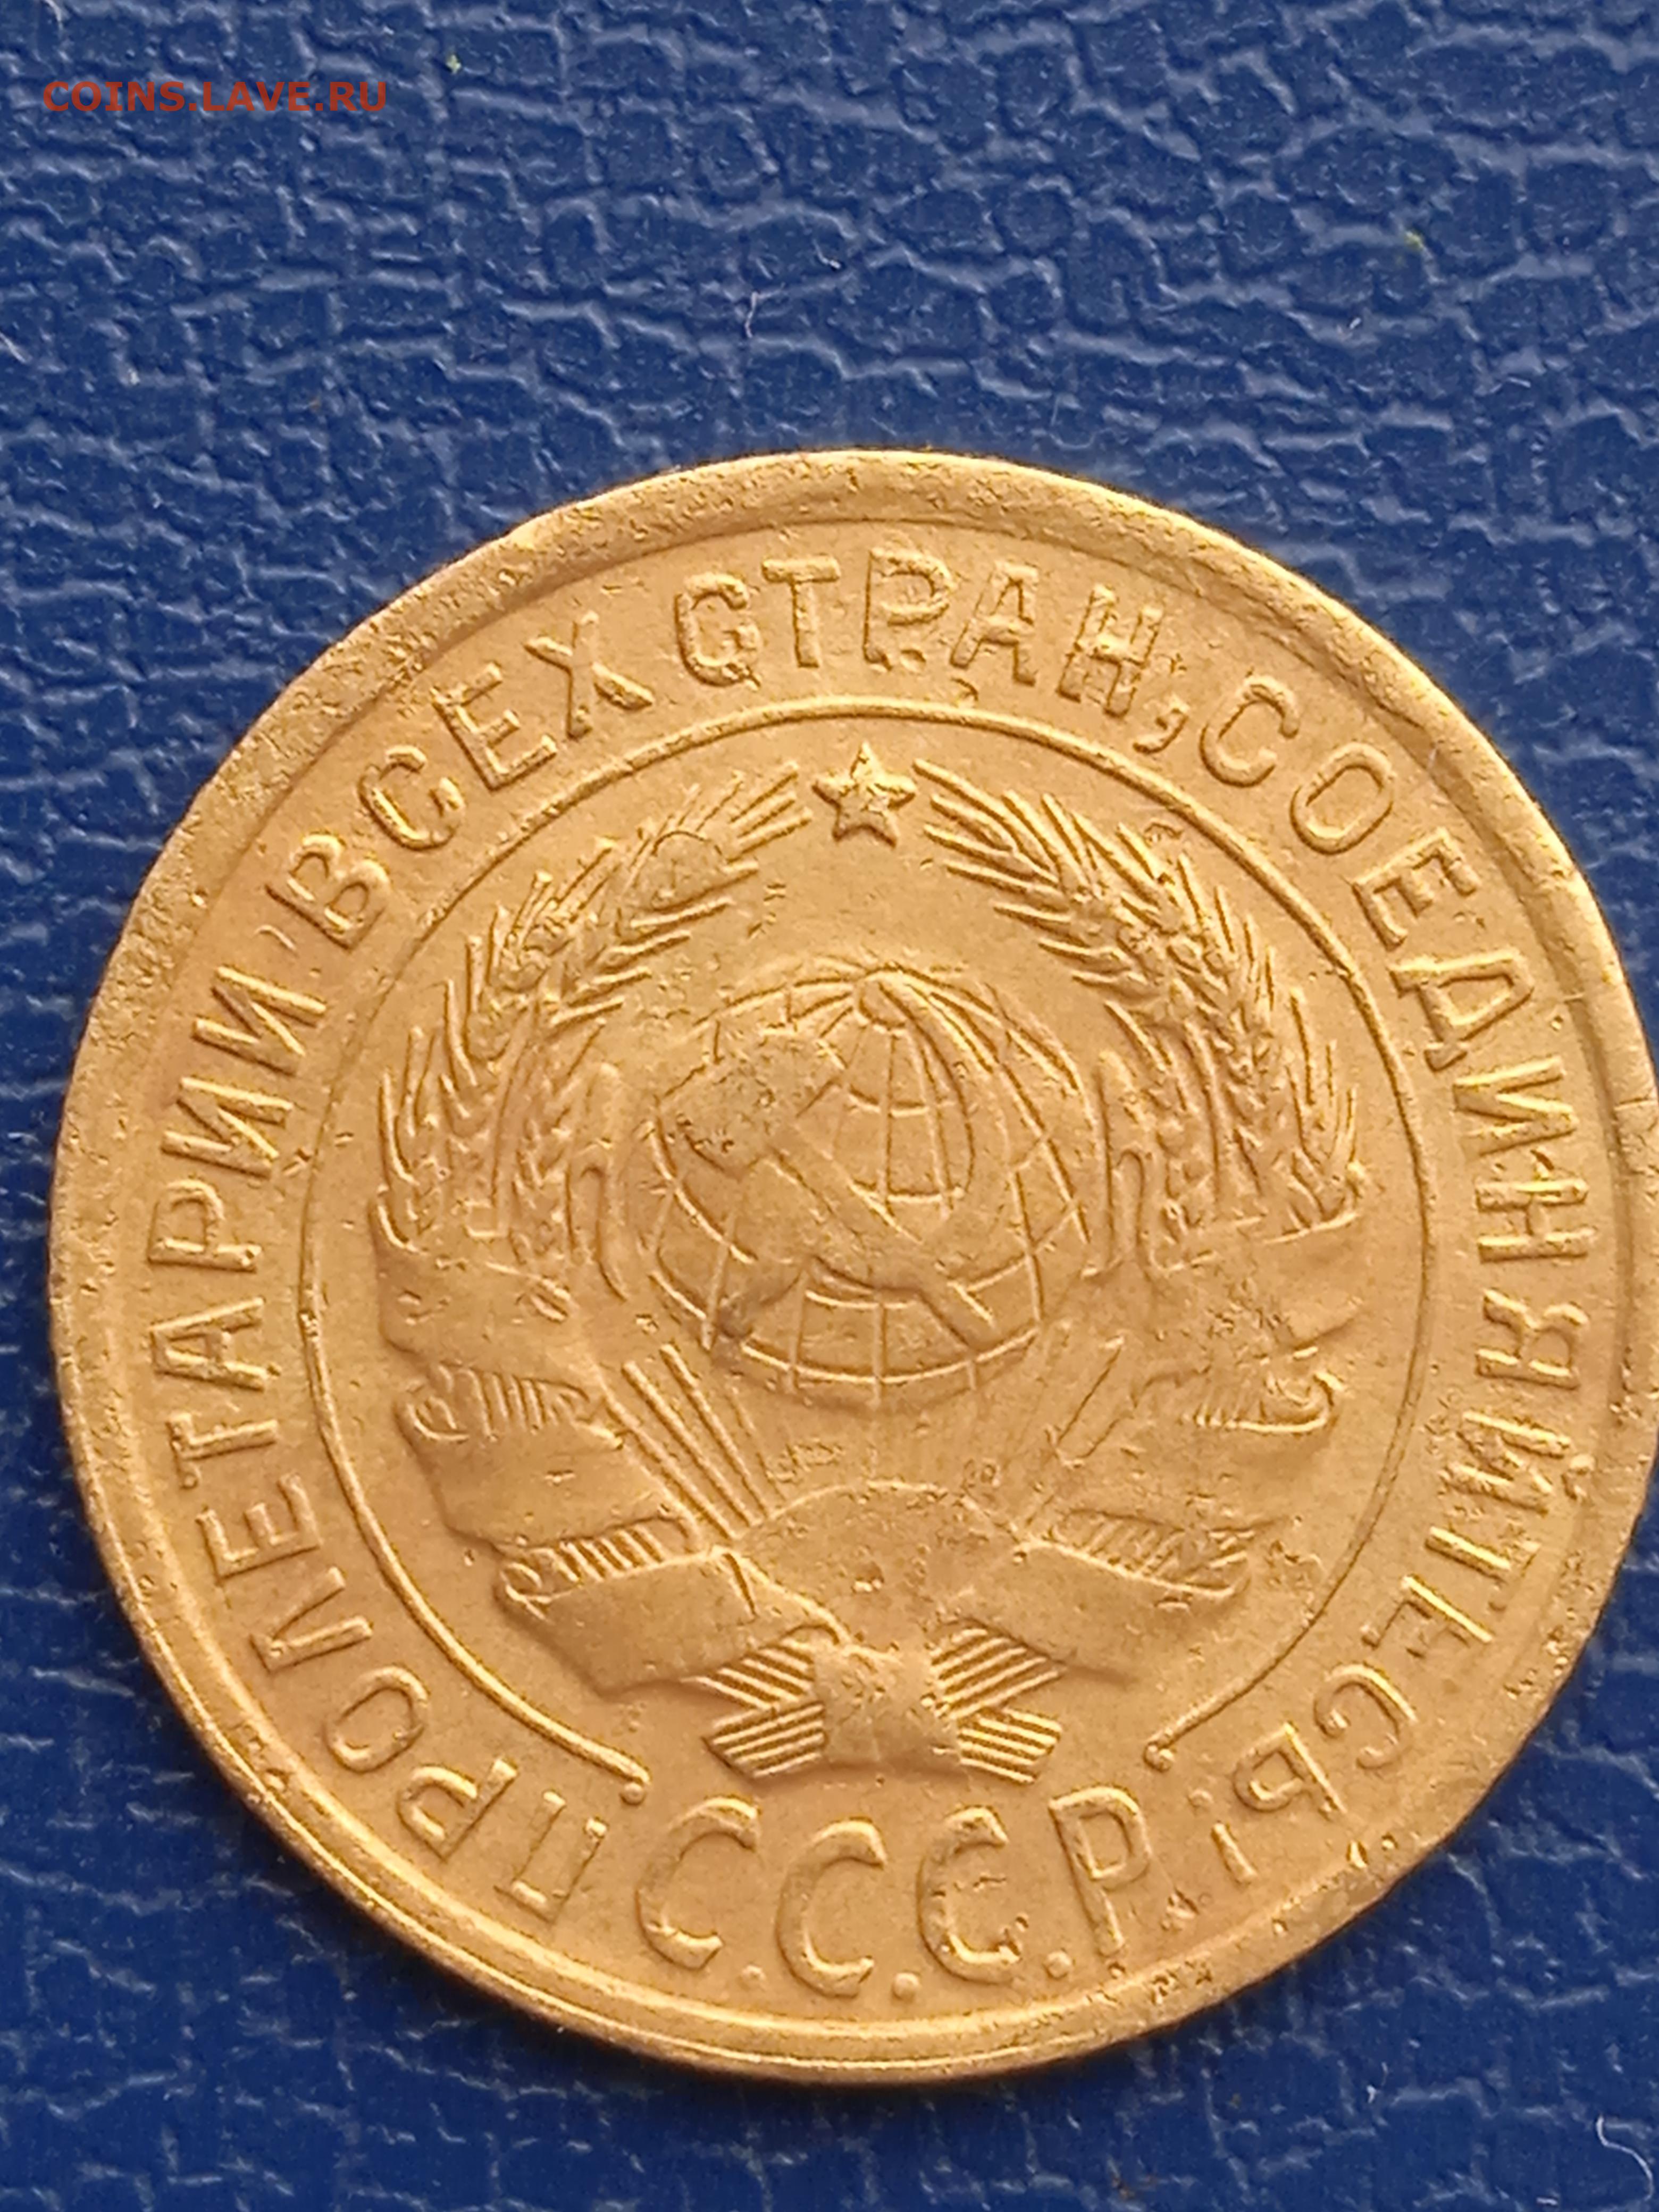 COINS.LAVE.RU
ПРОЛЕТАРИИ ВСЕХ СТРАН, СОЕДИНЯЙТЕСЬ!
С.С.С.Р.